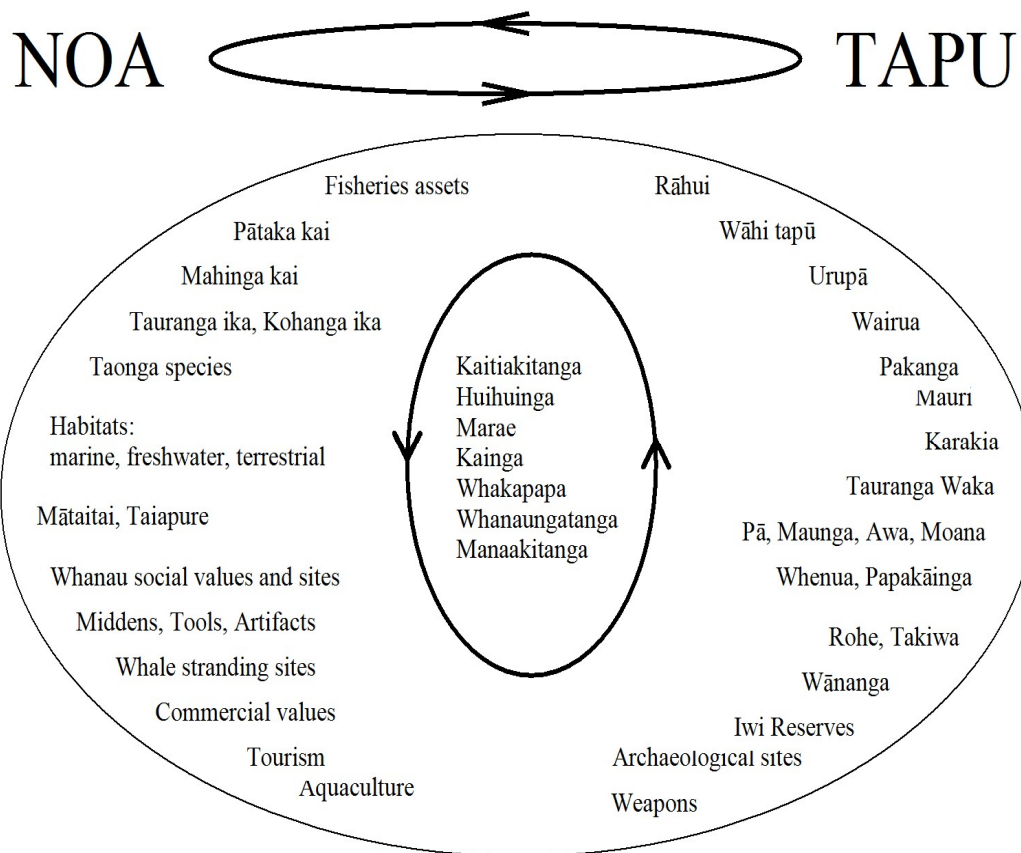 NOA
TAPU
Fisheries assets
Pātaka kai
Mahinga kai
Tauranga ika, Kohanga ika
Taonga species
Habitats:
marine, freshwater, terrestrial
Mātaitai, Taiapure
Whanau social values and sites
Middens, Tools, Artifacts
Whale stranding sites
Commercial values
Tourism
Aquaculture
Kaitiakitanga
Huihuinga
Marae
Kainga
Whakapapa
Whanaungatanga
Manaakitanga
Rāhui
Wāhi tapū
Urupā
Wairua
Pakanga
Mauri
Karakia
Tauranga Waka
Pā, Maunga, Awa, Moana
Whenua, Papakāinga
Rohe, Takiwa
Wānanga
Iwi Reserves
Archaeological sites
Weapons